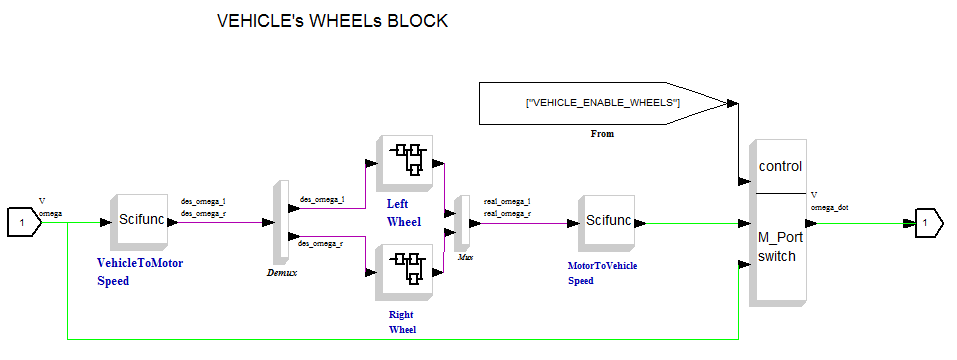 VEHICLE's WHEELs BLOCK
["VEHICLE_ENABLE_WHEELS"]
From
control
M_Port
switch
V
omega
1
Scifunc
VehicleToMotor
Speed
des_omega_l
des_omega_r
Demux
des_omega_l
des_omega_r
Left
Wheel
Right
Wheel
Mux
real_omega_l
real_omega_r
Scifunc
MotorToVehicle
Speed
V
omega_dot
1